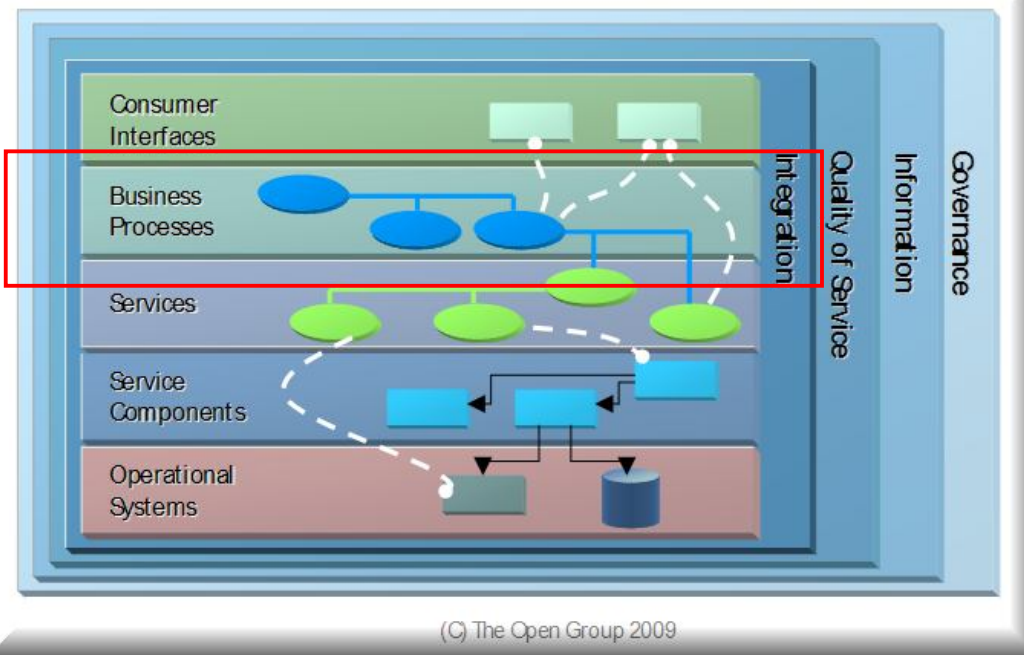 Consumer
Interfaces
Business
Processes
Services
Service
Components
Operational
Systems
Integration
Quality of Service
Information
Governance
(C) The Open Group 2009